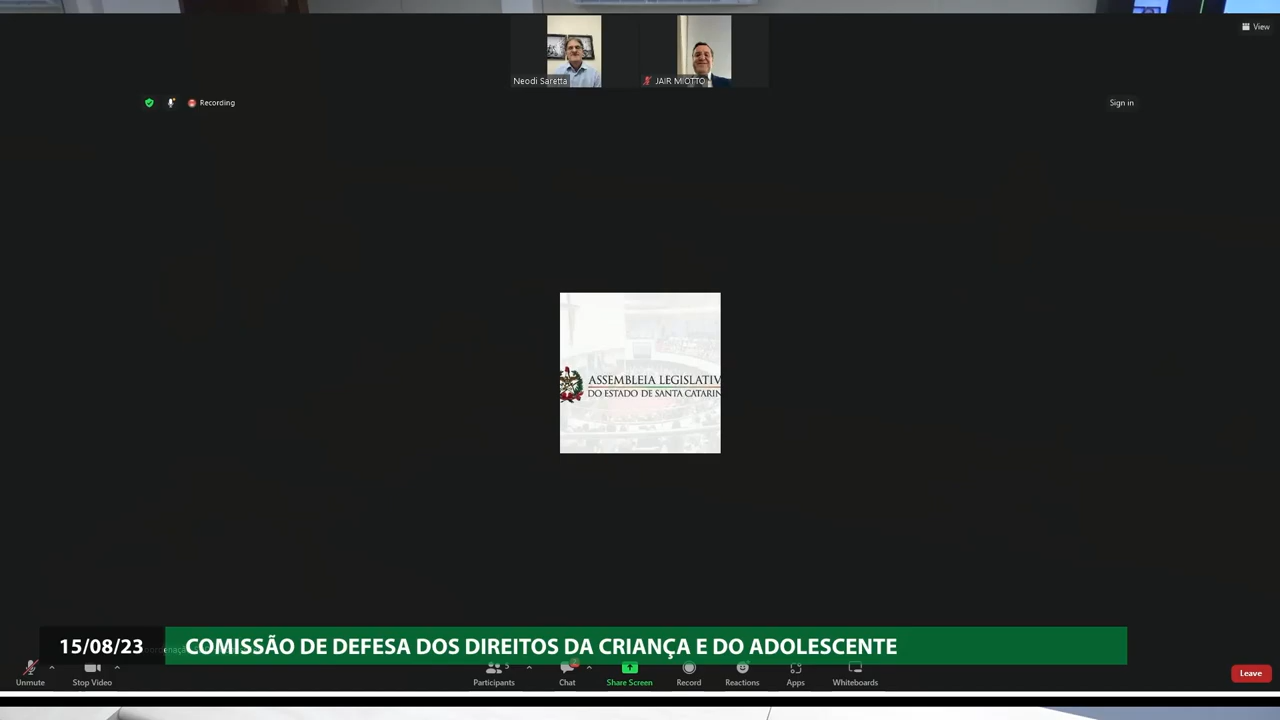 View
Neodi Saretta
JAIR MIOTTO
Recording
Sign in
ASSEMBLEIA LEGISLATIV
DO ESTADO DE SANTA CATARIN
15/08/23
COMISSÃO DE DEFESA DOS DIREITOS DA CRIANÇA E DO ADOLESCENTE
Unmute
Stop Video
Participants
5
Chat
Share Screen
Record
Reactions
Apps
Whiteboards
Leave